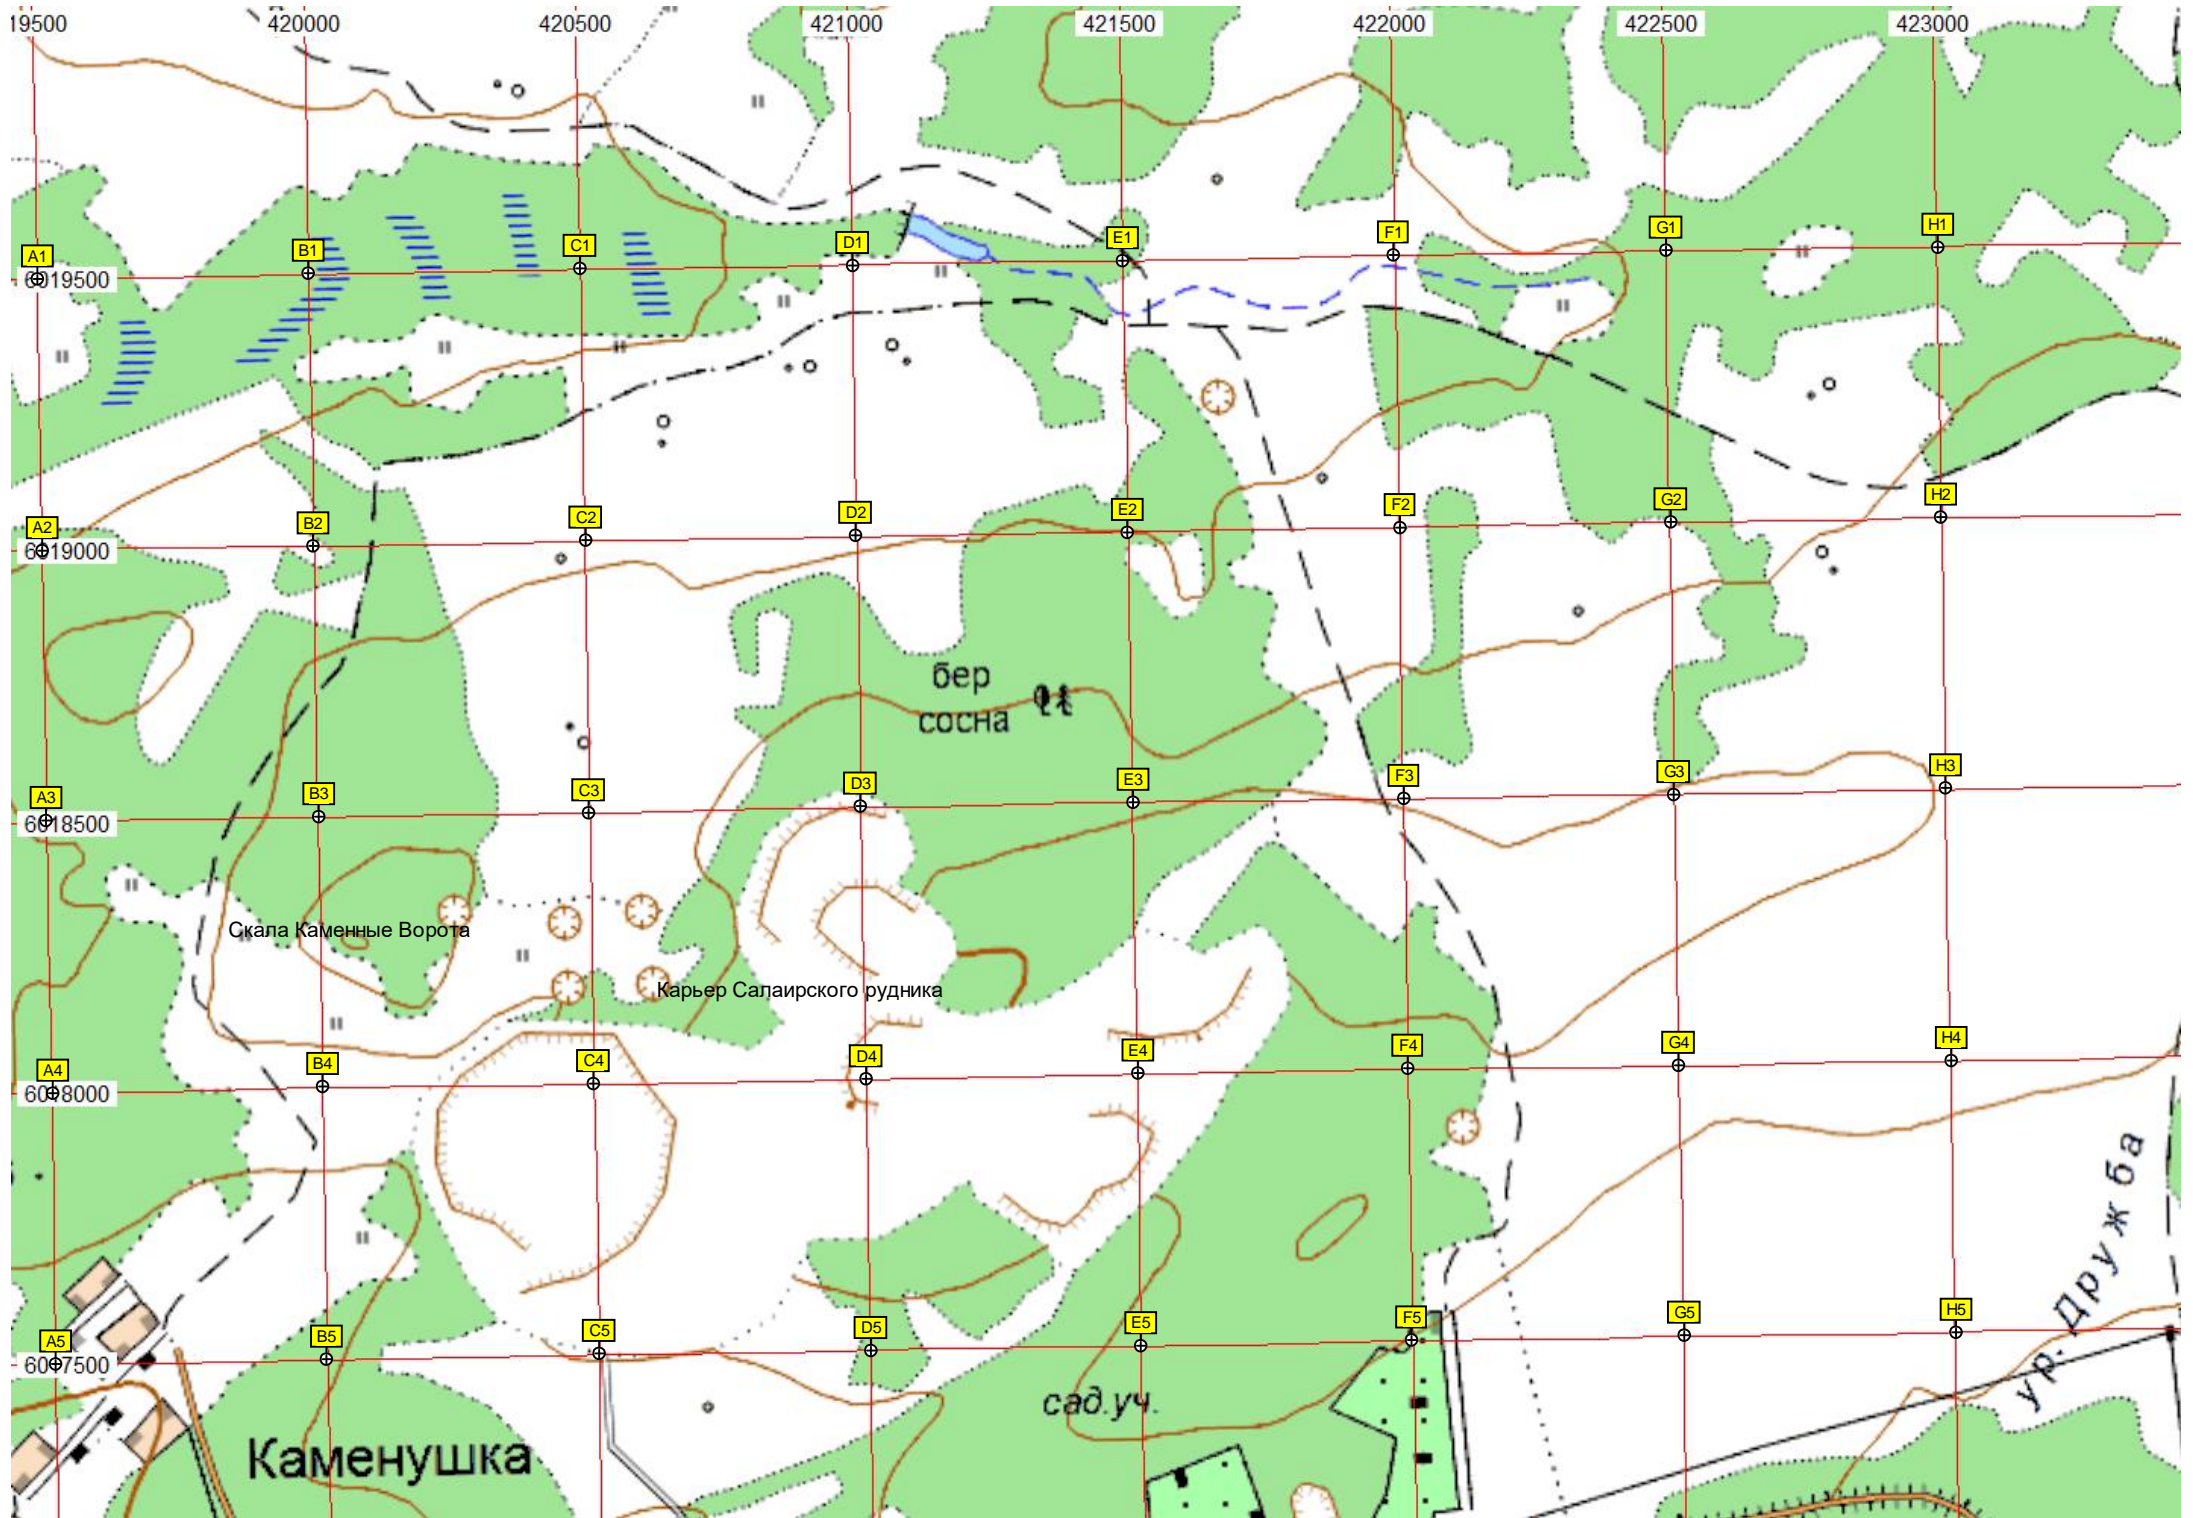 19500 420000 420500 421000 421500 422000 422500 423000
A1 B1 C1 D1 E1 F1 G1 H1
6019500
A2 B2 C2 D2 E2 F2 G2 H2
6019000
бер
сосна
A3 B3 C3 D3 E3 F3 G3 H3
6018500
Скала Каменные Ворота
Карьер Салаирского рудника
A4 B4 C4 D4 E4 F4 G4 H4
6018000
ур. Дружба
A5 B5 C5 D5 E5 F5 G5 H5
6017500
сад.уч.
Каменушка